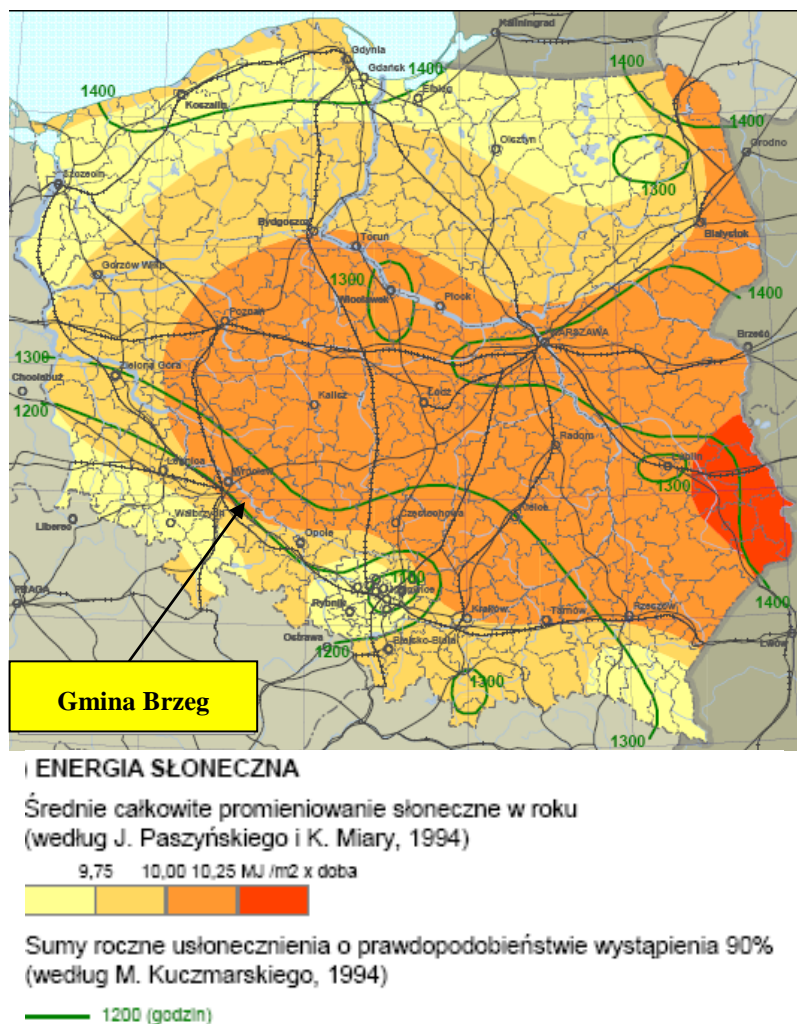 Kaliningrad
Gdynia
Gdańsk
1400
1400
1400
Koszalin
Elbląg
1400
Olsztyn
Grodno
Szczecin
1300
Bydgoszcz
Toruń
Białystok
Gorzów Wlkp.
1300
Włocławek
Płock
1400
Poznań
WARSZAWA
Brześć
1300
Zielona Góra
Chociebuż
1200
Kalisz
Łódź
Radom
Legnica
Wrocław
Lublin
1300
Liberec
Wałbrzych
Częstochowa
Kielce
Opole
1100
Katowice
PRAGA
Rybnik
Kraków
Tarnów
Rzeszów
1400
Ostrawa
1200
Bielsko-Biała
Lwów
1300
Gmina Brzeg
1300
ENERGIA SŁONECZNA
Średnie całkowite promieniowanie słoneczne w roku
(według J. Paszyńskiego i K. Miary, 1994)
9,75 10,00 10,25 MJ /m2 x doba
Sumy roczne usłonecznienia o prawdopodobieństwie wystąpienia 90%
(według M. Kuczmarskiego, 1994)
1200 (godzin)